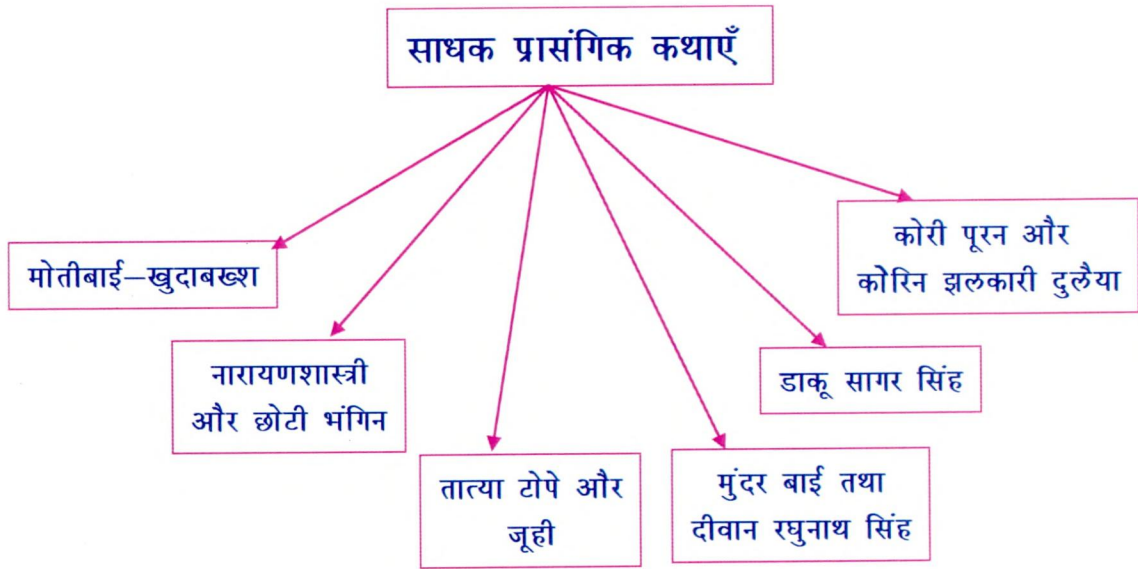 साधक प्रासंगिक कथाएँ
मोतीबाई–खुदाबख्श
नारायणशास्त्री
और छोटी भंगिन
तात्या टोपे और
जूही
मुंदर बाई तथा
दीवान रघुनाथ सिंह
डाकू सागर सिंह
कोरी पूरन और
कोरिन झलकारी दुलैया